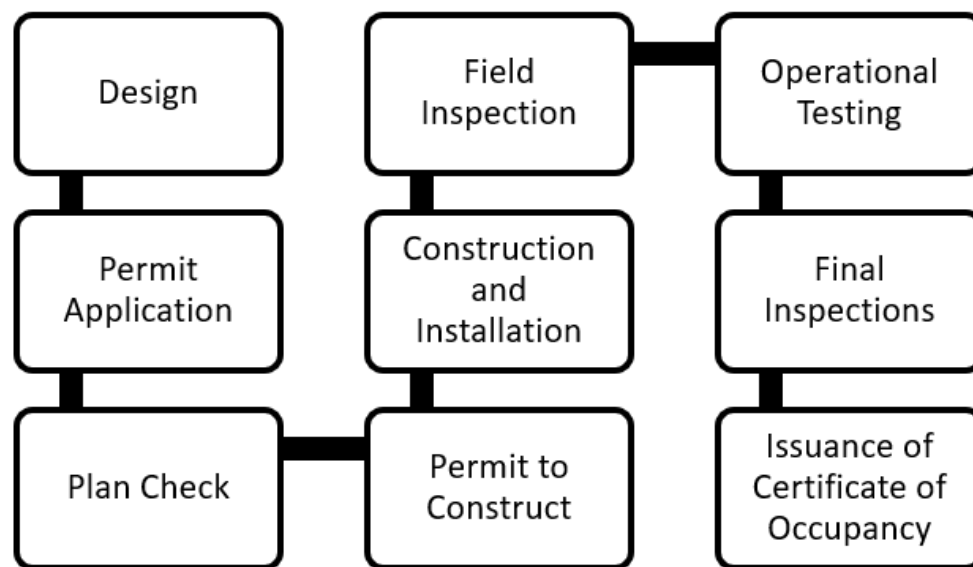 Design
Permit
Application
Plan Check
Permit to
Construct
Construction
and
Installation
Field
Inspection
Operational
Testing
Final
Inspections
Issuance of
Certificate of
Occupancy